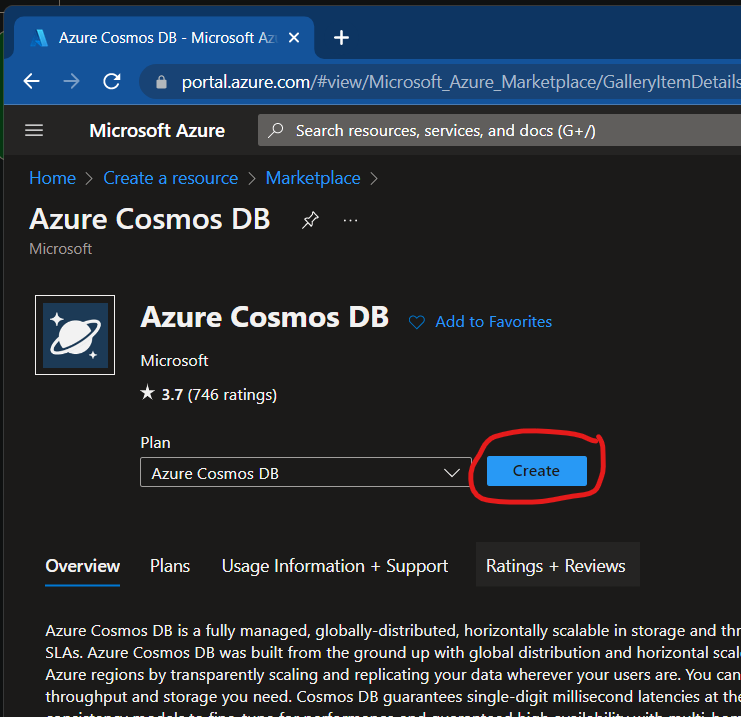 Azure Cosmos DB - Microsoft Az
portal.azure.com/#view/Microsoft_Azure_Marketplace/GalleryItemDetails
Microsoft Azure
Search resources, services, and docs (G+/)
Home > Create a resource > Marketplace >
Azure Cosmos DB
Microsoft
Azure Cosmos DB
Add to Favorites
Microsoft
★ 3.7 (746 ratings)
Plan
Azure Cosmos DB
Create
Overview Plans Usage Information + Support Ratings + Reviews
Azure Cosmos DB is a fully managed, globally-distributed, horizontally scalable in storage and thr
SLAs. Azure Cosmos DB was built from the ground up with global distribution and horizontal scal
Azure regions by transparently scaling and replicating your data wherever your users are. You can
throughput and storage you need. Cosmos DB guarantees single-digit millisecond latencies at the